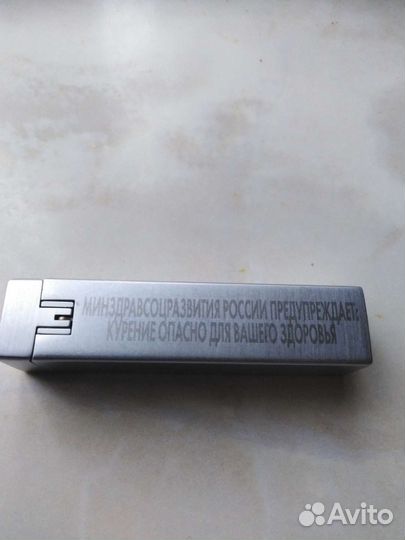 МИНЗДРАВСОЦРАЗВИТИЯ РОССИИ ПРЕДУПРЕЖДАЕТ:
КУРЕНИЕ ОПАСНО ДЛЯ ВАШЕГО ЗДОРОВЬЯ
Avito